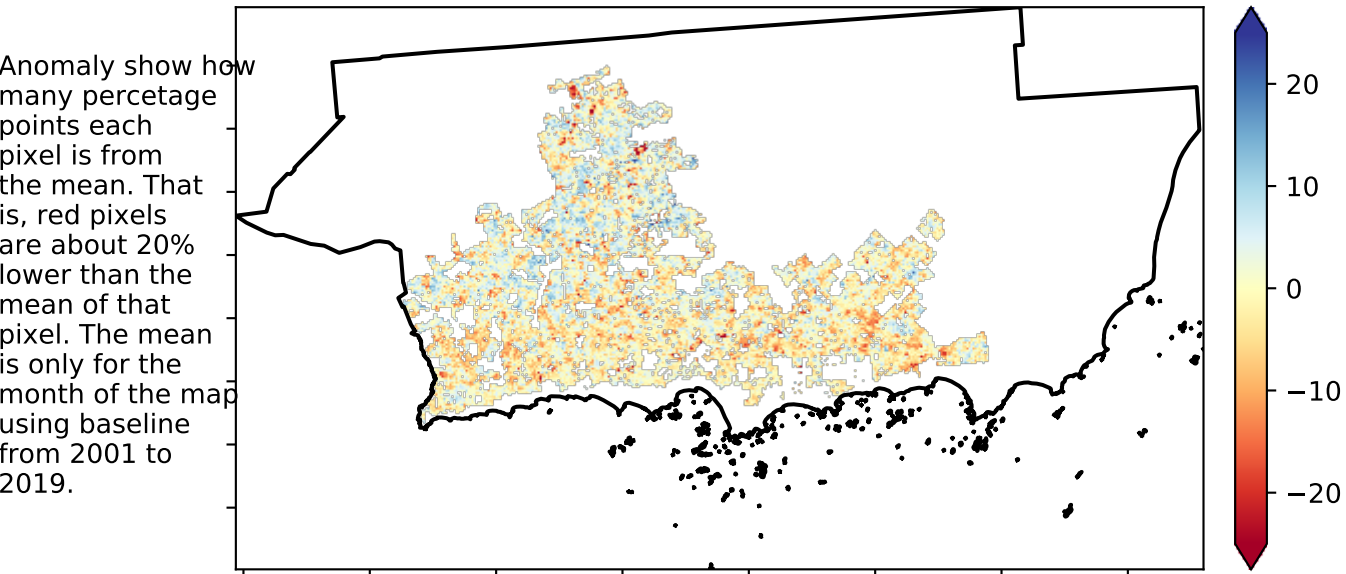 Anomaly show how
many percetage
points each
pixel is from
the mean. That
is, red pixels
are about 20%
lower than the
mean of that
pixel. The mean
is only for the
month of the map
using baseline
from 2001 to
2019.
20
10
0
−10
−20